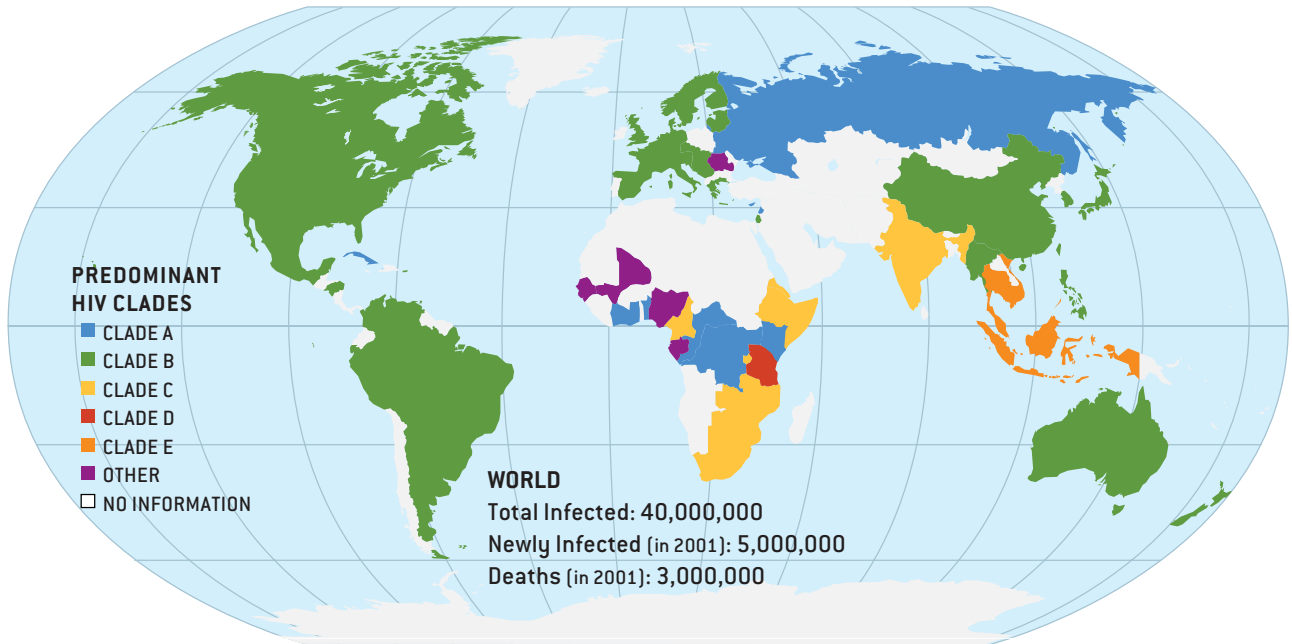 PREDOMINANT
HIV CLADES
CLADE A
CLADE B
CLADE C
CLADE D
CLADE E
OTHER
NO INFORMATION
WORLD
Total Infected: 40,000,000
Newly Infected (in 2001): 5,000,000
Deaths (in 2001): 3,000,000